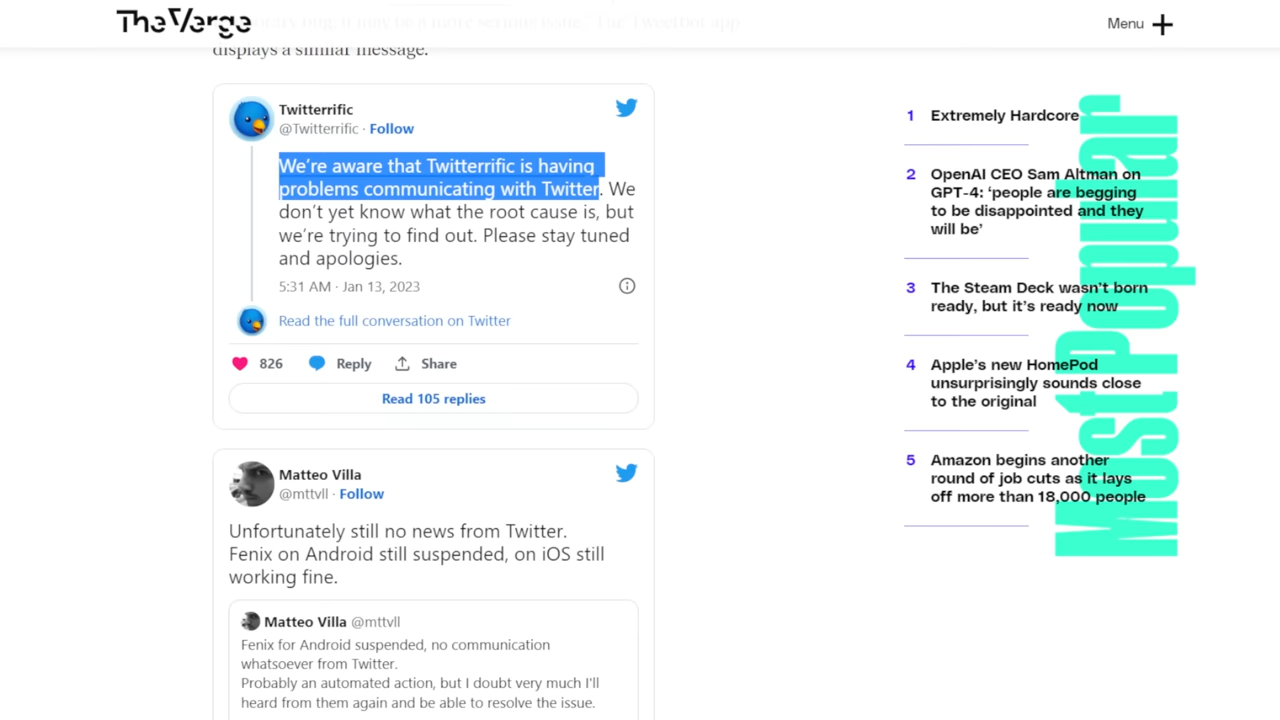 The Verge
Menu
displays a similar message.
Twitterrific
@Twitterrific · Follow
We’re aware that Twitterrific is having
problems communicating with Twitter. We
don’t yet know what the root cause is, but
we’re trying to find out. Please stay tuned
and apologies.
5:31 AM · Jan 13, 2023
Read the full conversation on Twitter
826 Reply Share
Read 105 replies
Matteo Villa
@mttvll · Follow
Unfortunately still no news from Twitter.
Fenix on Android still suspended, on iOS still
working fine.
Matteo Villa @mttvll
Fenix for Android suspended, no communication
whatsoever from Twitter.
Probably an automated action, but I doubt very much I'll
heard from them again and be able to resolve the issue.
Most Popular
1 Extremely Hardcore
2 OpenAI CEO Sam Altman on
GPT-4: ‘people are begging
to be disappointed and they
will be’
3 The Steam Deck wasn’t born
ready, but it’s ready now
4 Apple’s new HomePod
unsurprisingly sounds close
to the original
5 Amazon begins another
round of job cuts as it lays
off more than 18,000 people